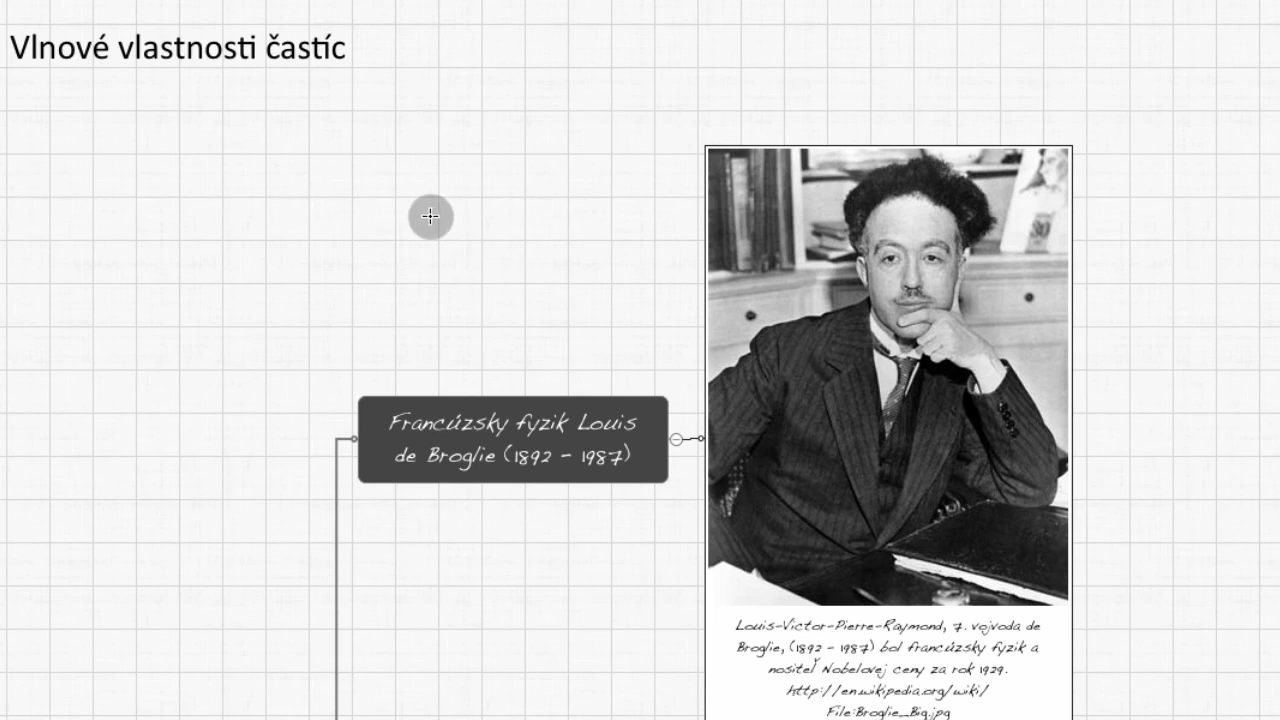 Vlnové vlastnosti častíc
Francúzsky fyzik Louis
de Broglie (1892 - 1987)
Louis-Victor-Pierre-Raymond, 7. vojvoda de
Broglie, (1892 - 1987) bol francúzsky fyzik a
nositeľ Nobelovej ceny za rok 1929.
http://en.wikipedia.org/wiki/
File:Broglie_Big.jpg